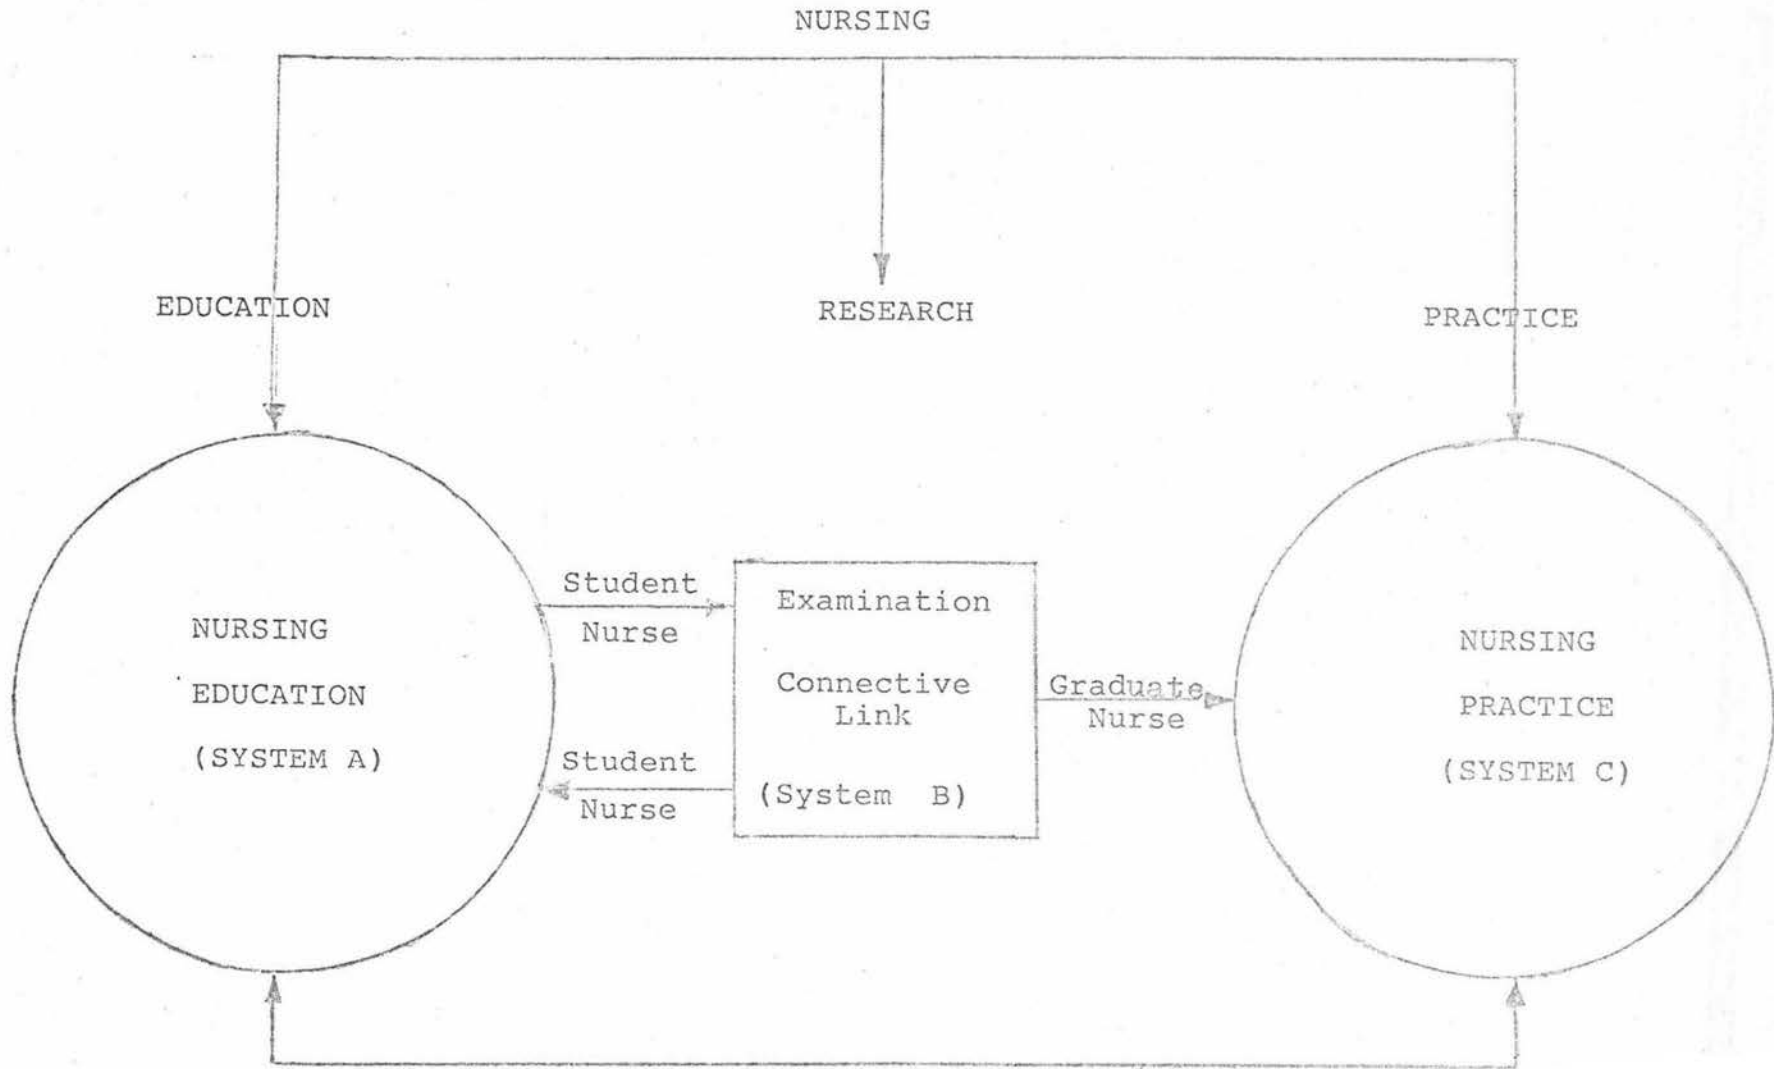 NURSING
EDUCATION
RESEARCH
PRACTICE
NURSING
EDUCATION
(SYSTEM A)
Student
Nurse
Student
Nurse
Examination
Connective
Link
(System B)
Graduate
Nurse
NURSING
PRACTICE
(SYSTEM C)